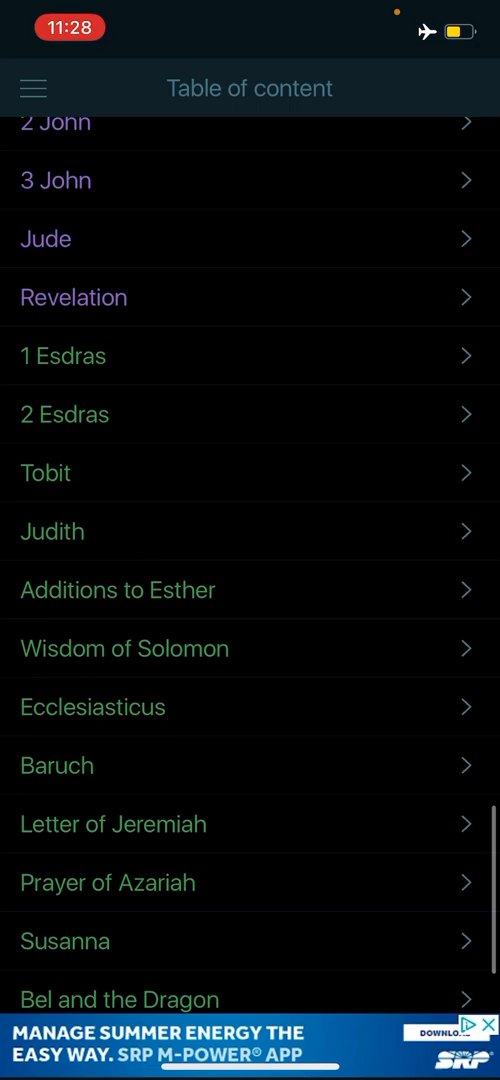 11:28
Table of content
2 John
3 John
Jude
Revelation
1 Esdras
2 Esdras
Tobit
Judith
Additions to Esther
Wisdom of Solomon
Ecclesiasticus
Baruch
Letter of Jeremiah
Prayer of Azariah
Susanna
Bel and the Dragon
MANAGE SUMMER ENERGY THE
EASY WAY. SRP M-POWER® APP
SRP